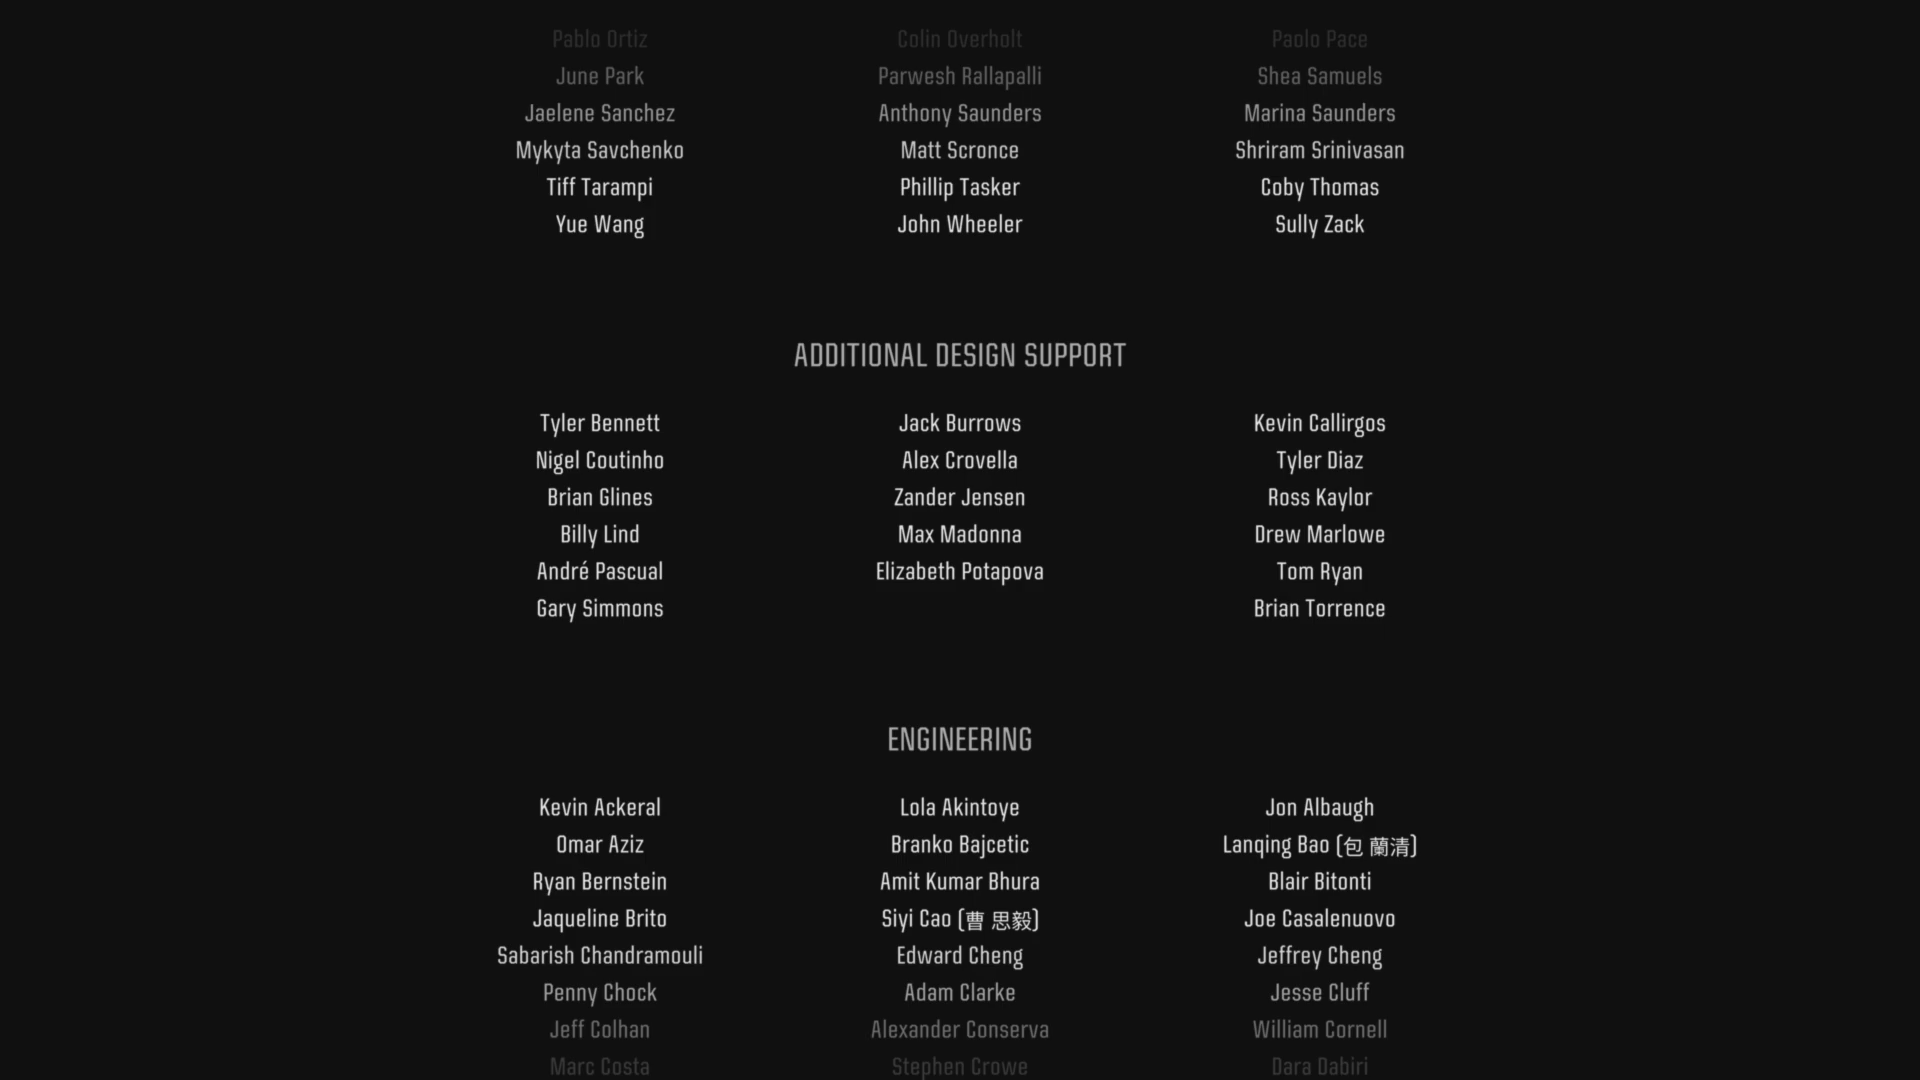 Pablo Ortiz Colin Overholt Paolo Pace
June Park Parwesh Rallapalli Shea Samuels
Jaelene Sanchez Anthony Saunders Marina Saunders
Mykyta Savchenko Matt Scronce Shriram Srinivasan
Tiff Tarampi Phillip Tasker Coby Thomas
Yue Wang John Wheeler Sully Zack
ADDITIONAL DESIGN SUPPORT
Tyler Bennett Jack Burrows Kevin Callirgos
Nigel Coutinho Alex Crovella Tyler Diaz
Brian Glines Zander Jensen Ross Kaylor
Billy Lind Max Madonna Drew Marlowe
André Pascual Elizabeth Potapova Tom Ryan
Gary Simmons Brian Torrence
ENGINEERING
Kevin Ackeral Lola Akintoye Jon Albaugh
Omar Aziz Branko Bajcetic Lanqing Bao (包 蘭清)
Ryan Bernstein Amit Kumar Bhura Blair Bitonti
Jaqueline Brito Siyi Cao (曹 思毅) Joe Casalenuovo
Sabarish Chandramouli Edward Cheng Jeffrey Cheng
Penny Chock Adam Clarke Jesse Cluff
Jeff Colhan Alexander Conserva William Cornell
Marc Costa Stephen Crowe Dara Dabiri